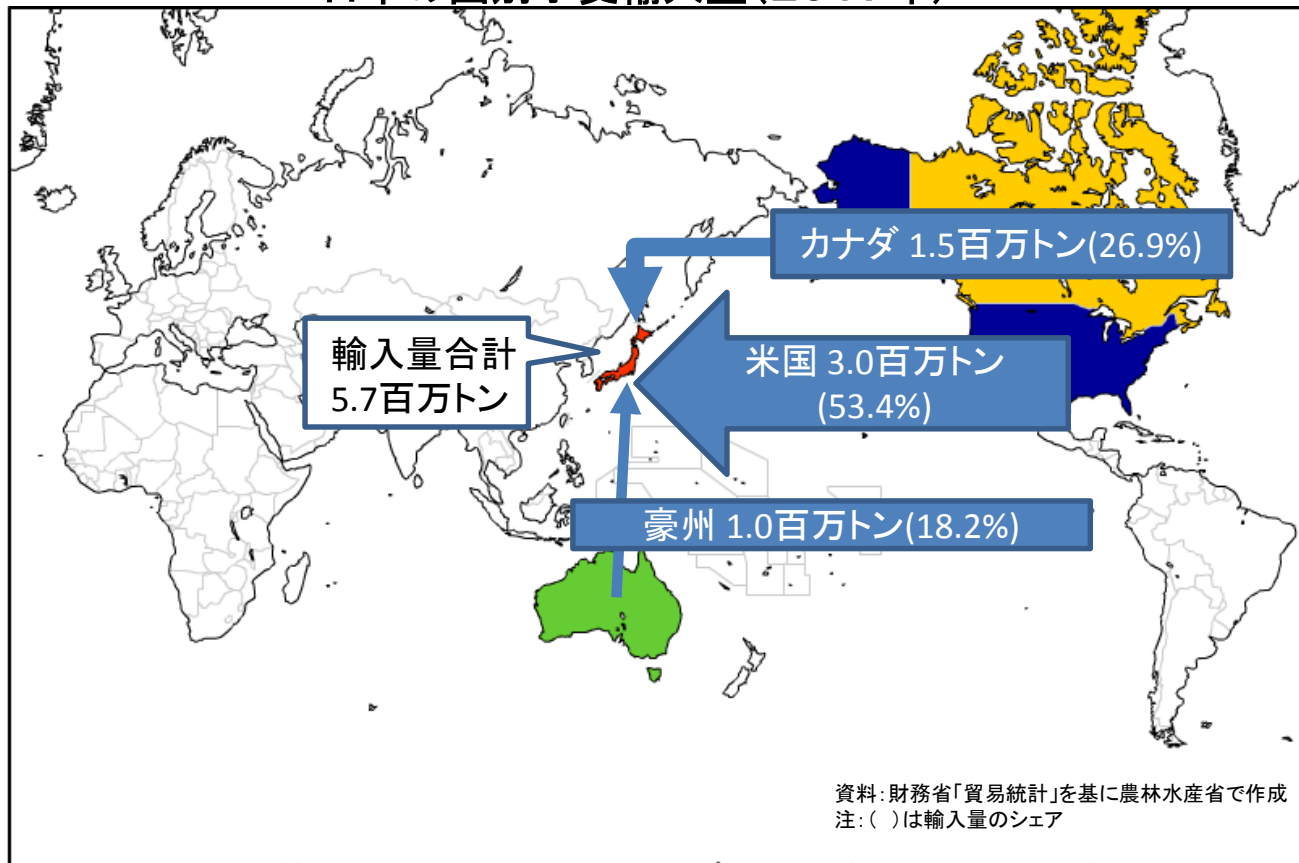 カナダ 1.5百万トン(26.9%)
輸入量合計
5.7百万トン
米国 3.0百万トン
(53.4%)
豪州 1.0百万トン(18.2%)
資料:財務省「貿易統計」を基に農林水産省で作成
注:( )は輸入量のシェア